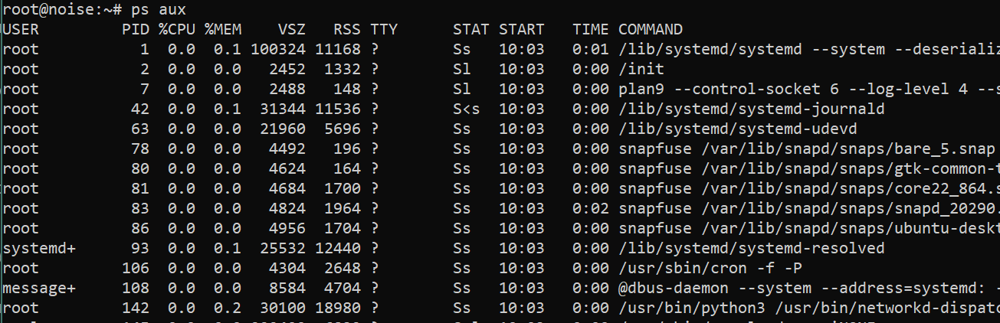 root@noise:~# ps aux
USER         PID %CPU %MEM    VSZ   RSS TTY      STAT START   TIME COMMAND
root           1  0.0  0.1 100324 11168 ?        Ss   10:03   0:01 /lib/systemd/systemd --system --deserializ
root           2  0.0  0.0   2452  1332 ?        Sl   10:03   0:00 /init
root           7  0.0  0.0   2488   148 ?        Sl   10:03   0:00 plan9 --control-socket 6 --log-level 4 --s
root          42  0.0  0.1  31344 11536 ?        S<s  10:03   0:00 /lib/systemd/systemd-journald
root          63  0.0  0.0  21960  5696 ?        Ss   10:03   0:00 /lib/systemd/systemd-udevd
root          78  0.0  0.0   4492   196 ?        Ss   10:03   0:00 snapfuse /var/lib/snapd/snaps/bare_5.snap
root          80  0.0  0.0   4624   164 ?        Ss   10:03   0:00 snapfuse /var/lib/snapd/snaps/gtk-common-t
root          81  0.0  0.0   4684  1700 ?        Ss   10:03   0:00 snapfuse /var/lib/snapd/snaps/core22_864.s
root          83  0.0  0.0   4824  1964 ?        Ss   10:03   0:02 snapfuse /var/lib/snapd/snaps/snapd_20290.
root          86  0.0  0.0   4956  1704 ?        Ss   10:03   0:00 snapfuse /var/lib/snapd/snaps/ubuntu-deskt
systemd+      93  0.0  0.1  25532 12440 ?        Ss   10:03   0:00 /lib/systemd/systemd-resolved
root         106  0.0  0.0   4304  2648 ?        Ss   10:03   0:00 /usr/sbin/cron -f -P
message+     108  0.0  0.0   8584  4704 ?        Ss   10:03   0:00 @dbus-daemon --system --address=systemd: -
root         142  0.0  0.2  30100 18980 ?        Ss   10:03   0:00 /usr/bin/python3 /usr/bin/networkd-dispatc